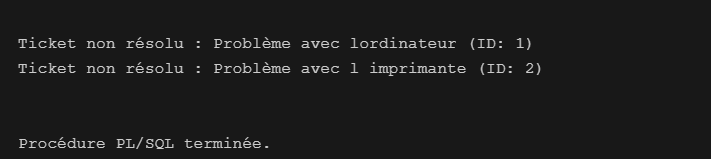 Ticket non résolu : Problème avec lordinateur (ID: 1)
Ticket non résolu : Problème avec l imprimante (ID: 2)
Procédure PL/SQL terminée.